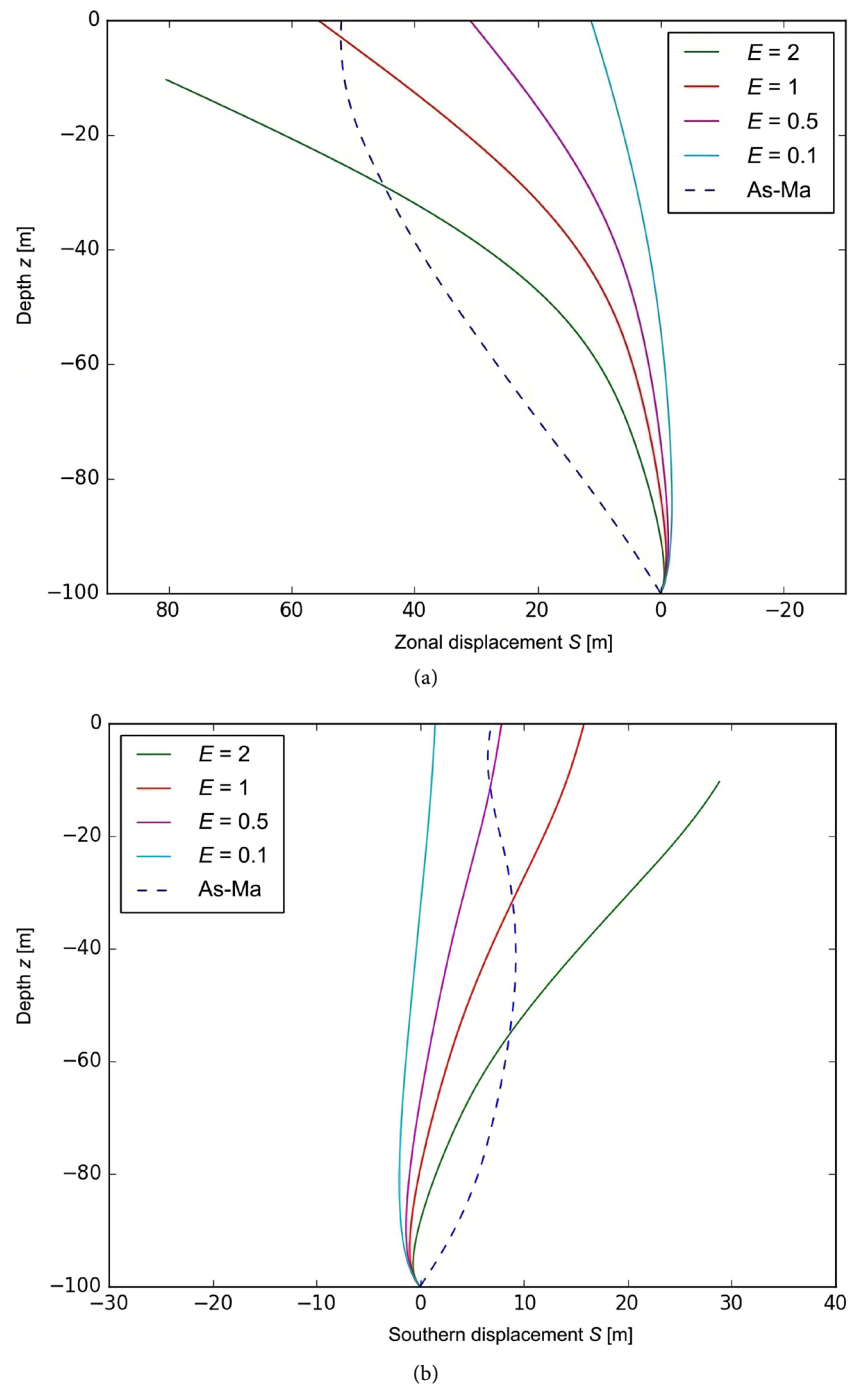 0
−20
−40
−60
−80
−100
Depth z [m]
E = 2
E = 1
E = 0.5
E = 0.1
As-Ma
80 60 40 20 0 −20
Zonal displacement S [m]
(a)
0
−20
−40
−60
−80
−100
Depth z [m]
E = 2
E = 1
E = 0.5
E = 0.1
As-Ma
−30 −20 −10 0 10 20 30 40
Southern displacement S [m]
(b)